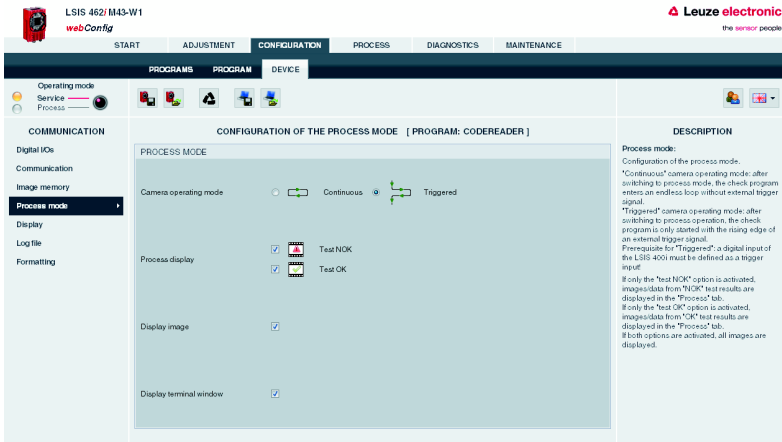 LSIS 462i M43-W1
webConfig
Leuze electronic
the sensor people
START
ADJUSTMENT
CONFIGURATION
PROCESS
DIAGNOSTICS
MAINTENANCE
PROGRAMS
PROGRAM
DEVICE
Operating mode
Service
Process
COMMUNICATION
Digital I/Os
Communication
Image memory
Process mode
Display
Log file
Formatting
CONFIGURATION OF THE PROCESS MODE [ PROGRAM: CODEREADER ]
PROCESS MODE
Camera operating mode
Continuous
Triggered
Process display
Test NOK
Test OK
Display image
Display terminal window
DESCRIPTION
Process mode:
Configuration of the process mode.
"Continuous" camera operating mode: after
switching to process mode, the check program
enters an endless loop without external trigger
signal.
"Triggered" camera operating mode: after
switching to process operation, the check
program is only started with the rising edge of
an external trigger signal.
Prerequisite for "Triggered": a digital input of
the LSIS 400i must be defined as a trigger
input!
If only the "test NOK" option is activated,
images/data from "NOK" test results are
displayed in the "Process" tab.
If only the "test OK" option is activated,
images/data from "OK" test results are
displayed in the "Process" tab.
If both options are activated, all images are
displayed.